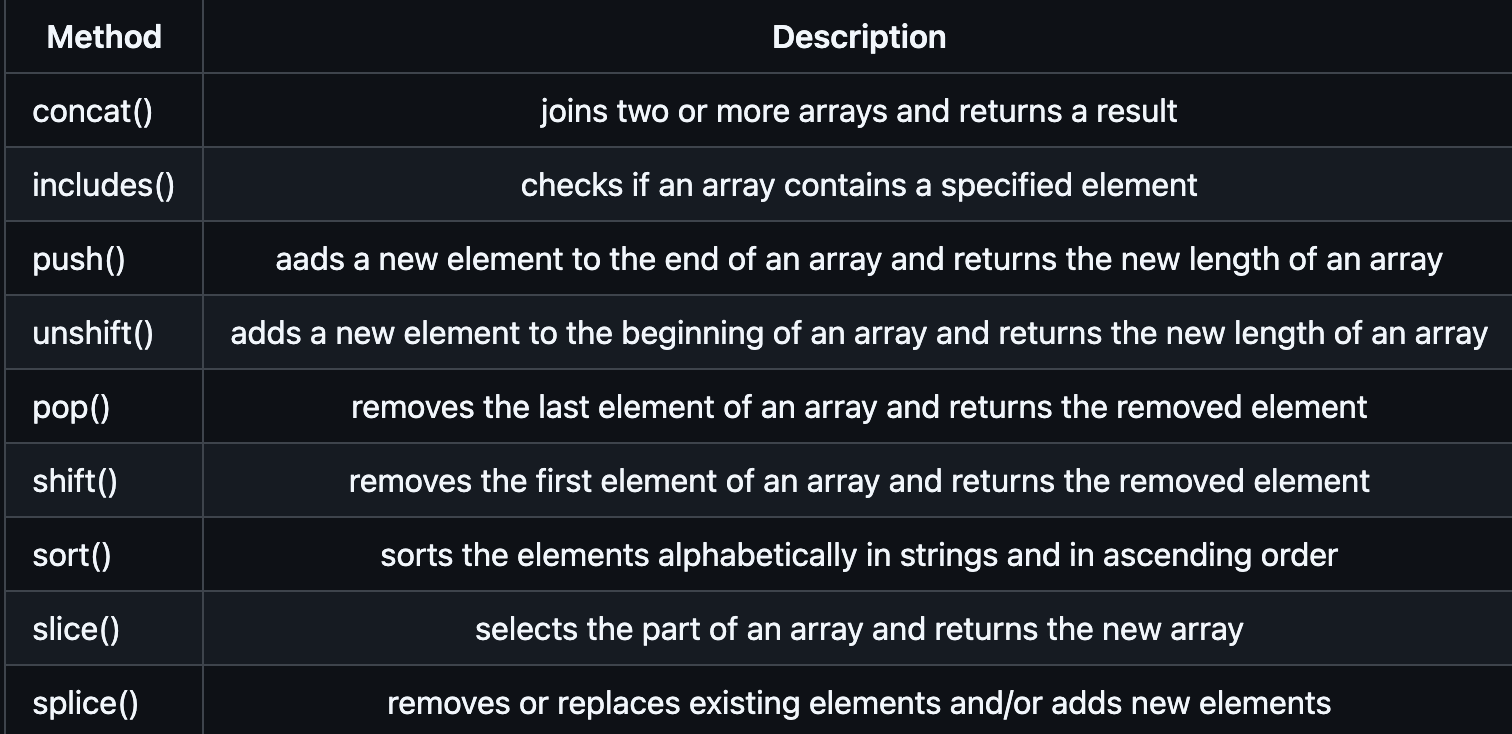 Method Description
concat() joins two or more arrays and returns a result
includes() checks if an array contains a specified element
push() aads a new element to the end of an array and returns the new length of an array
unshift() adds a new element to the beginning of an array and returns the new length of an array
pop() removes the last element of an array and returns the removed element
shift() removes the first element of an array and returns the removed element
sort() sorts the elements alphabetically in strings and in ascending order
slice() selects the part of an array and returns the new array
splice() removes or replaces existing elements and/or adds new elements